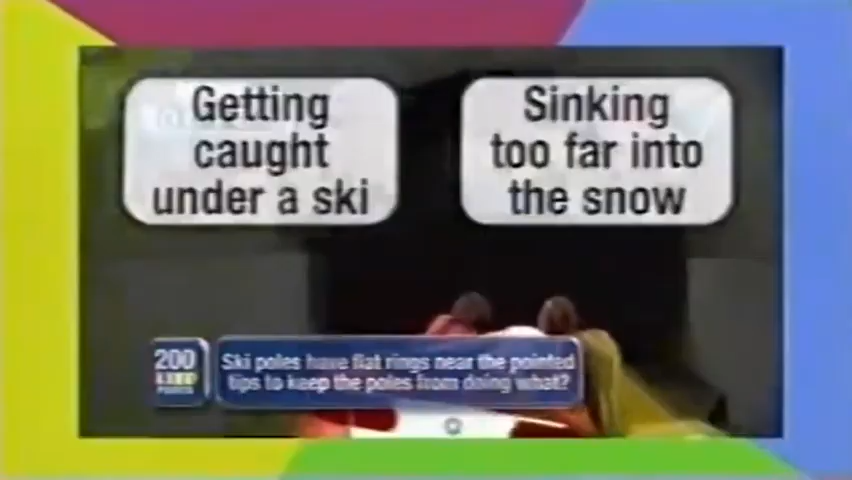 Getting
caught
under a ski
Sinking
too far into
the snow
200
Ski poles have flat rings near the pointed
tips to keep the poles from doing what?